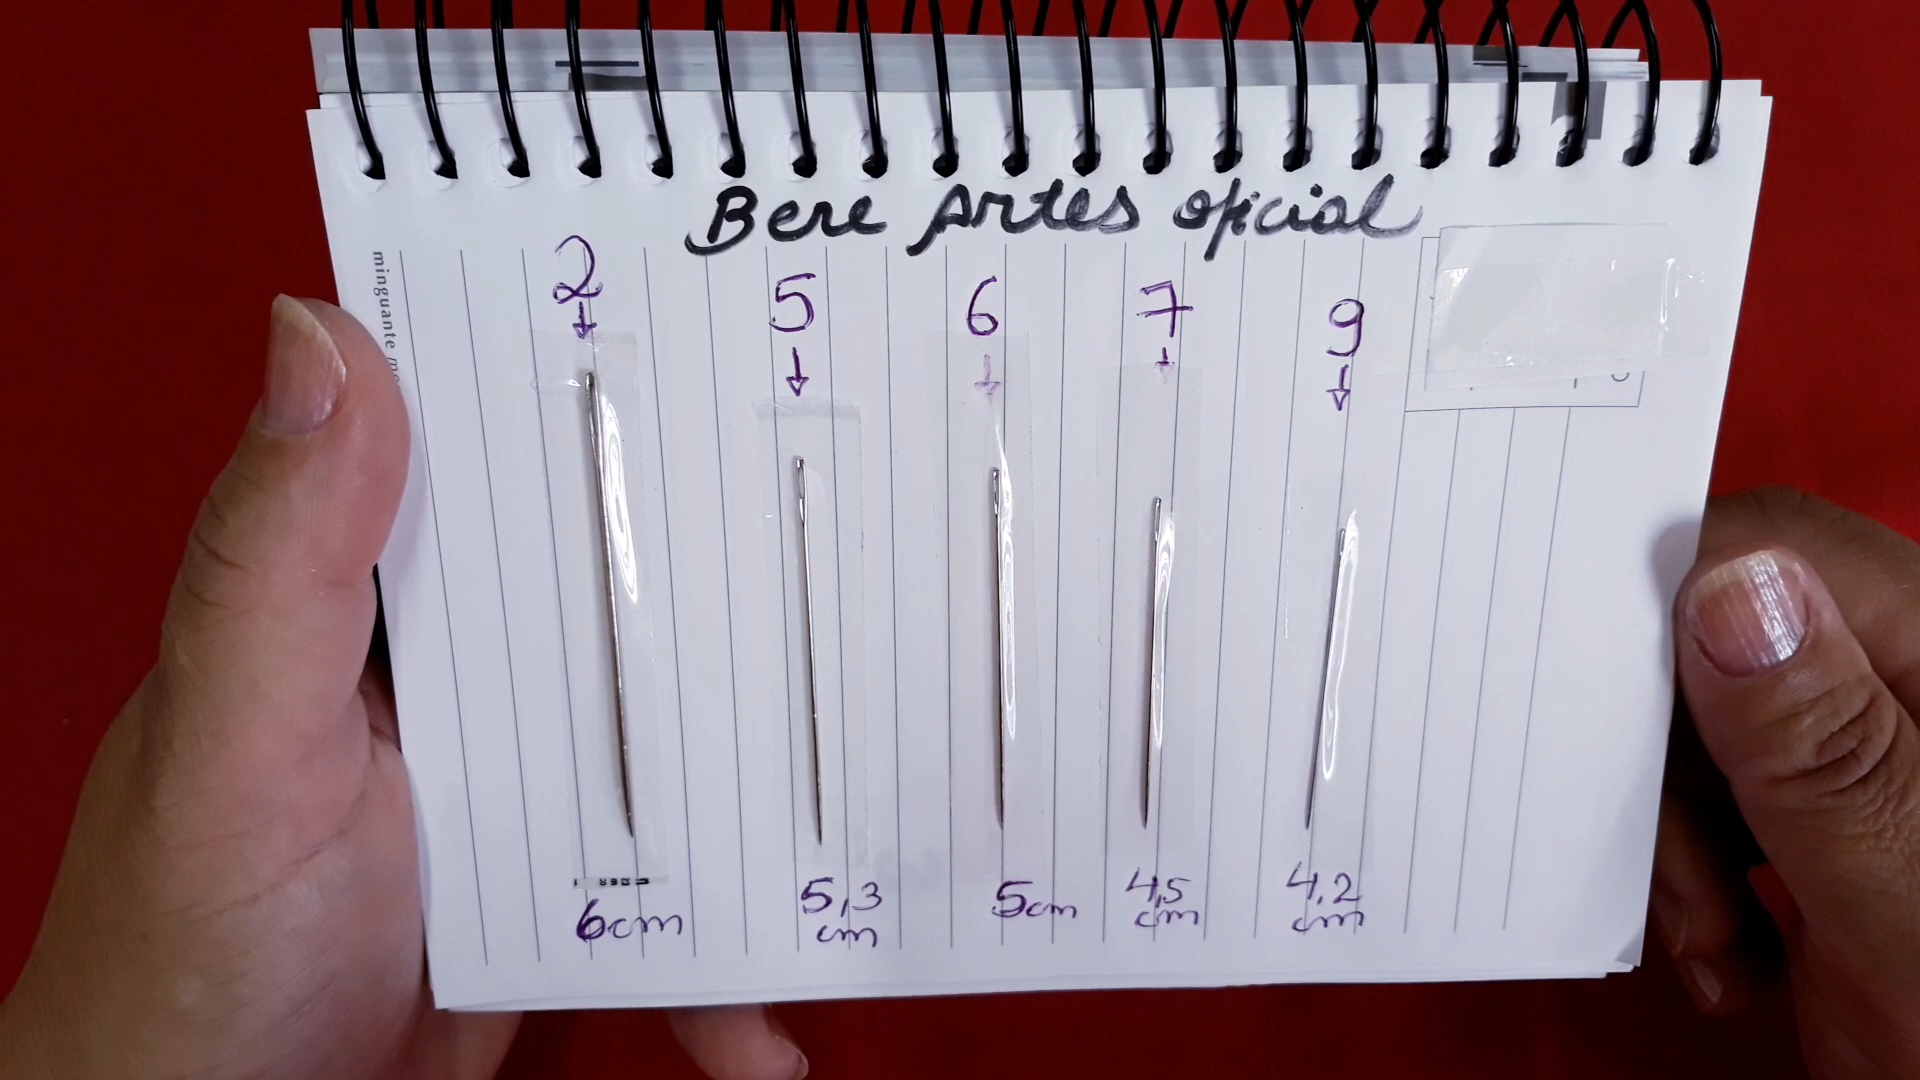 Bere Artes oficial
2 5 6 7 9
6cm 5,3 cm 5cm 4,5 cm 4,2 cm
minguante